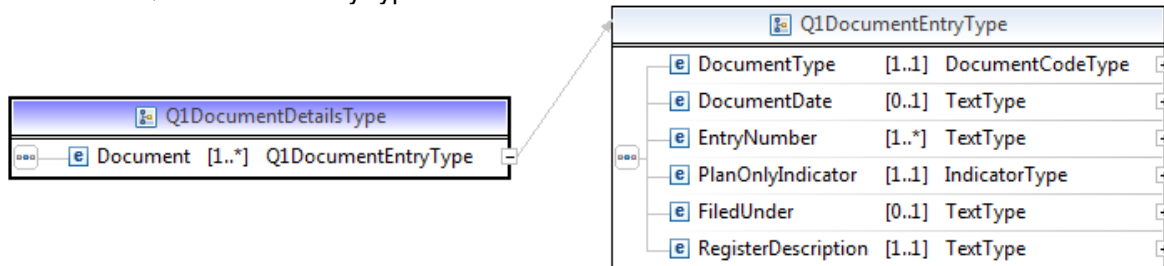 Q1DocumentEntryType
DocumentType [1..1] DocumentCodeType
DocumentDate [0..1] TextType
Q1DocumentDetailsType
EntryNumber [1..*] TextType
Document [1..*] Q1DocumentEntryType
PlanOnlyIndicator [1..1] IndicatorType
FiledUnder [0..1] TextType
RegisterDescription [1..1] TextType